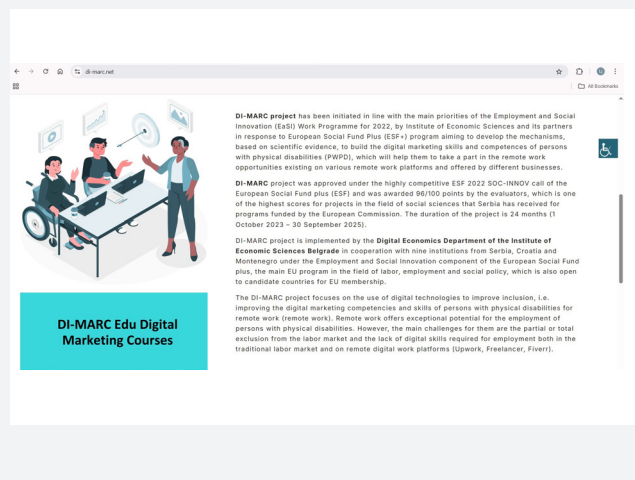 di-marc.net
All Bookmarks
DI-MARC project has been initiated in line with the main priorities of the Employment and Social
Innovation (EaSI) Work Programme for 2022, by Institute of Economic Sciences and its partners
in response to European Social Fund Plus (ESF+) program aiming to develop the mechanisms,
based on scientific evidence, to build the digital marketing skills and competences of persons
with physical disabilities (PWPD), which will help them to take a part in the remote work
opportunities existing on various remote work platforms and offered by different businesses.
DI-MARC project was approved under the highly competitive ESF 2022 SOC-INNOV call of the
European Social Fund plus (ESF) and was awarded 96/100 points by the evaluators, which is one
of the highest scores for projects in the field of social sciences that Serbia has received for
programs funded by the European Commission. The duration of the project is 24 months (1
October 2023 – 30 September 2025).
DI-MARC project is implemented by the Digital Economics Department of the Institute of
Economic Sciences Belgrade in cooperation with nine institutions from Serbia, Croatia and
Montenegro under the Employment and Social Innovation component of the European Social Fund
plus, the main EU program in the field of labor, employment and social policy, which is also open
to candidate countries for EU membership.
The DI-MARC project focuses on the use of digital technologies to improve inclusion, i.e.
improving the digital marketing competencies and skills of persons with physical disabilities for
remote work (remote work). Remote work offers exceptional potential for the employment of
persons with physical disabilities. However, the main challenges for them are the partial or total
exclusion from the labor market and the lack of digital skills required for employment both in the
traditional labor market and on remote digital work platforms (Upwork, Freelancer, Fiverr).
DI-MARC Edu Digital
Marketing Courses